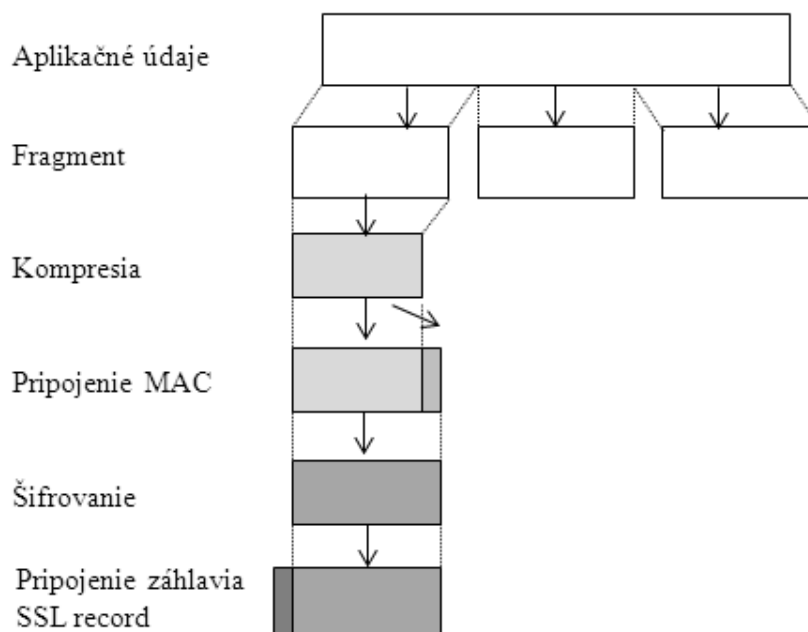 Aplikačné údaje
Fragment
Kompresia
Pripojenie MAC
Šifrovanie
Pripojenie záhlavia
SSL record